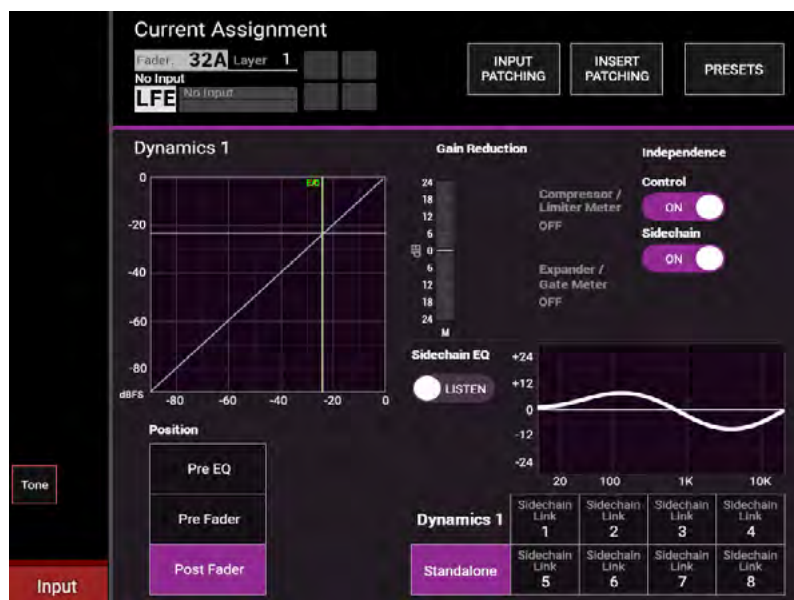 Current Assignment
Fader: 32A Layer 1
No Input
LFE No Input
INPUT PATCHING
INSERT PATCHING
PRESETS
Dynamics 1
Gain Reduction
Independence
Control
ON
Sidechain
ON
0
-20
-40
-60
-80
dBFS
-80 -60 -40 -20 0
24
18
12
6
0
6
12
18
24
dB
M
Compressor /
Limiter Meter
OFF
Expander /
Gate Meter
OFF
Sidechain EQ
LISTEN
+24
+12
0
-12
-24
20 100 1K 10K
Position
Pre EQ
Pre Fader
Post Fader
Dynamics 1
Standalone
Sidechain Link 1
Sidechain Link 2
Sidechain Link 3
Sidechain Link 4
Sidechain Link 5
Sidechain Link 6
Sidechain Link 7
Sidechain Link 8
Tone
Input